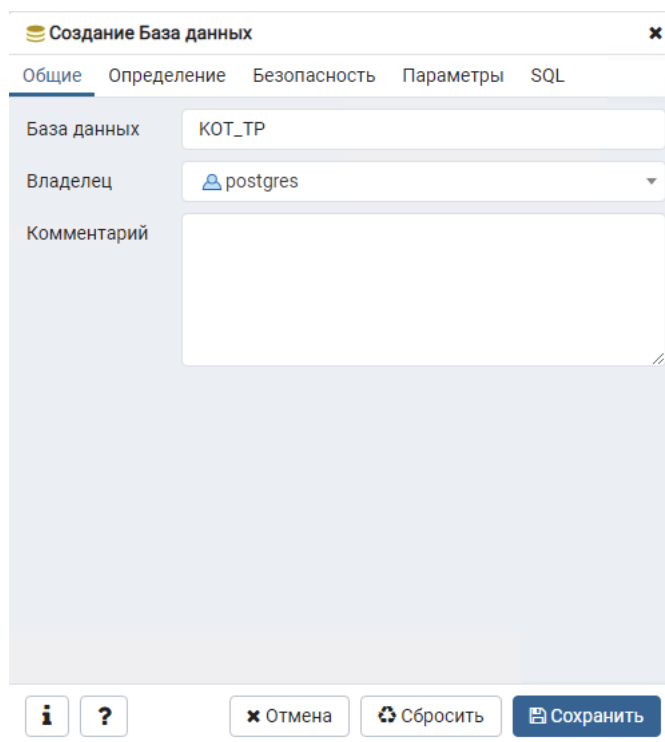 Создание База данных
Общие Определение Безопасность Параметры SQL
База данных KOT_TP
Владелец postgres
Комментарий
i ? Отмена Сбросить Сохранить